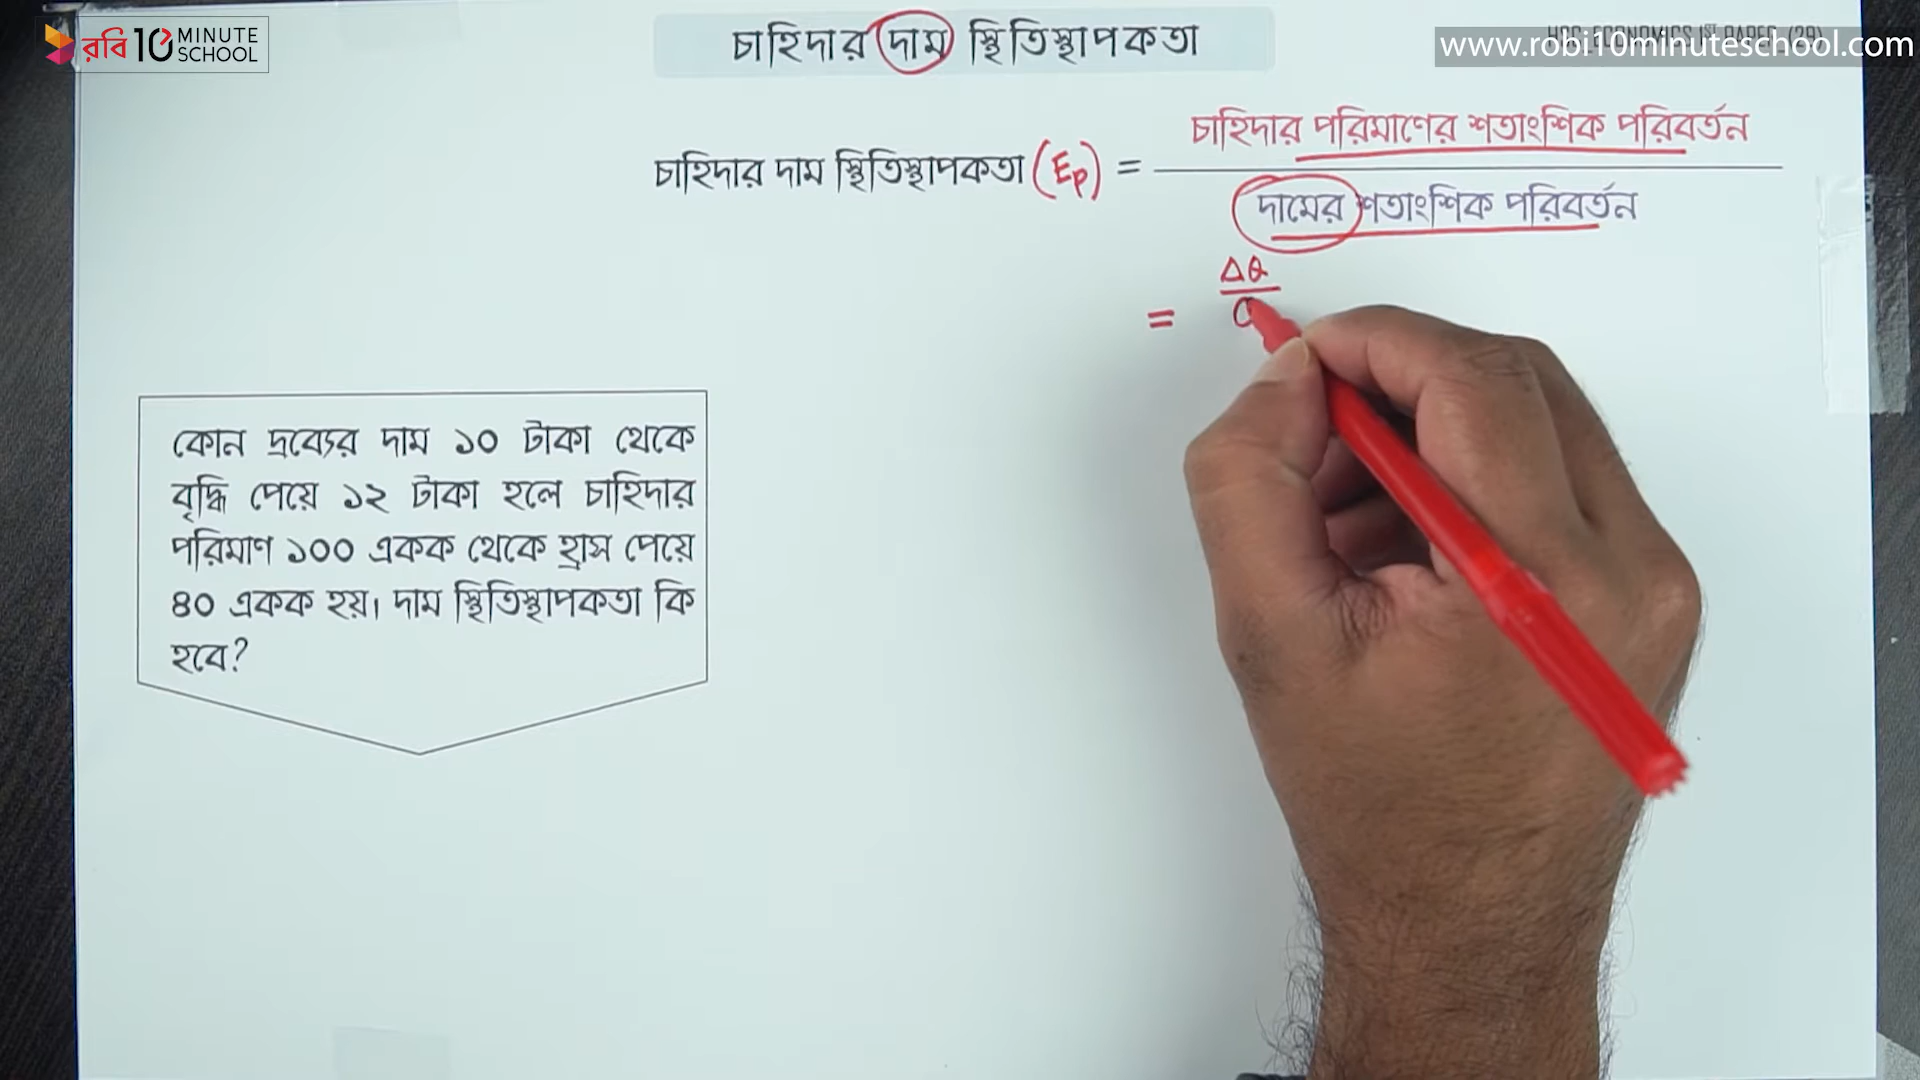 রবি 10 MINUTE SCHOOL
www.robi10minuteschool.com
চাহিদার দাম স্থিতিস্থাপকতা
চাহিদার দাম স্থিতিস্থাপকতা (Ep) = চাহিদার পরিমাণের শতাংশিক পরিবর্তন
দামের শতাংশিক পরিবর্তন
= ΔQ
কোন দ্রব্যের দাম ১০ টাকা থেকে
বৃদ্ধি পেয়ে ১২ টাকা হলে চাহিদার
পরিমাণ ১০০ একক থেকে হ্রাস পেয়ে
৪০ একক হয়। দাম স্থিতিস্থাপকতা কি
হবে?